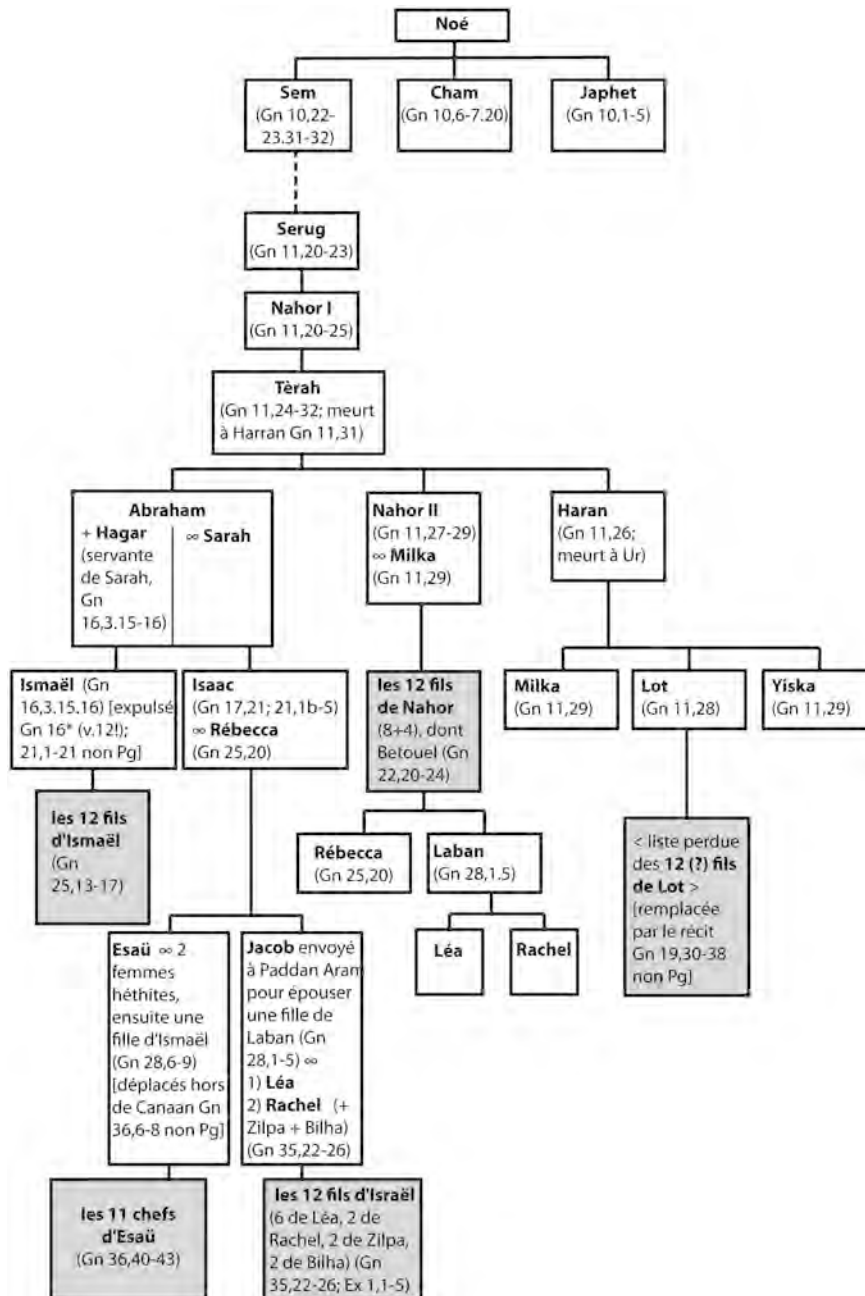 Noé
Sem
(Gn 10,22-
23.31-32)
Cham
(Gn 10,6-7.20)
Japhet
(Gn 10,1-5)
Serug
(Gn 11,20-23)
Nahor I
(Gn 11,20-25)
Tèrah
(Gn 11,24-32; meurt
à Harran Gn 11,31)
Abraham
+ Hagar
(servante
de Sarah,
Gn
16,3.15-16)
∞ Sarah
Nahor II
(Gn 11,27-29)
∞ Milka
(Gn 11,29)
Haran
(Gn 11,26;
meurt à Ur)
Ismaël (Gn
16,3.15.16) [expulsé
Gn 16* (v.12!);
21,1-21 non Pg]
Isaac
(Gn 17,21; 21,1b-5)
∞ Rébecca
(Gn 25,20)
les 12 fils
de Nahor
(8+4), dont
Betouel (Gn
22,20-24)
Milka
(Gn 11,29)
Lot
(Gn 11,28)
Yiska
(Gn 11,29)
les 12 fils
d'Ismaël
(Gn
25,13-17)
Rébecca
(Gn 25,20)
Laban
(Gn 28,1.5)
< liste perdue
des 12 (?) fils
de Lot >
[remplacée
par le récit
Gn 19,30-38
non Pg]
Léa
Rachel
Esaü ∞ 2
femmes
héthites,
ensuite une
fille d'Ismaël
(Gn 28,6-9)
[déplacés hors
de Canaan Gn
36,6-8 non Pg]
Jacob envoyé
à Paddan Aram
pour épouser
une fille de
Laban (Gn
28,1-5) ∞
1) Léa
2) Rachel (+
Zilpa + Bilha)
(Gn 35,22-26)
les 11 chefs
d'Esaü
(Gn 36,40-43)
les 12 fils d'Israël
(6 de Léa, 2 de
Rachel, 2 de Zilpa,
2 de Bilha) (Gn
35,22-26; Ex 1,1-5)